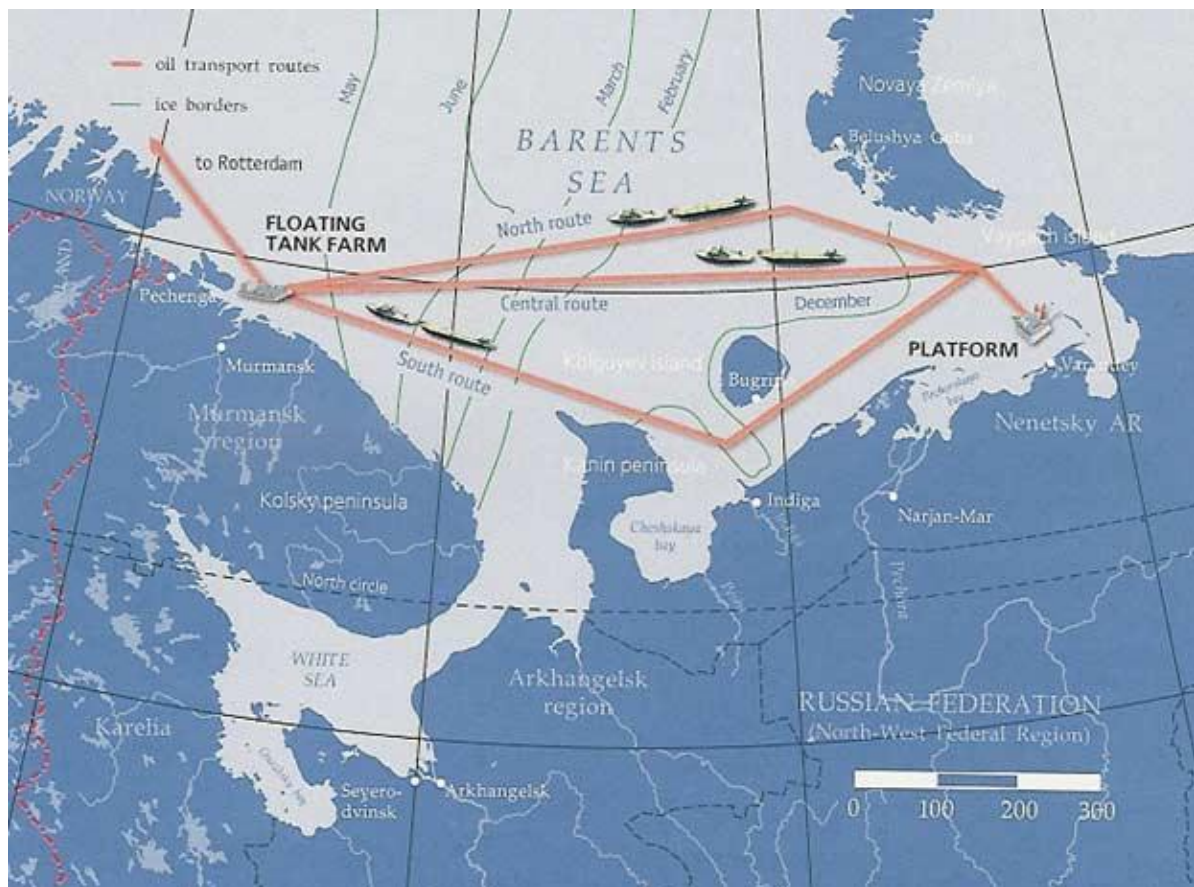 oil transport routes
ice borders
May
June
March
February
BARENTS
SEA
Novaya Zemlya
Belushya Guba
to Rotterdam
NORWAY
FLOATING
TANK FARM
North route
Vaygach island
Pechenga
Central route
December
South route
PLATFORM
Kolguyev island
Bugrin
Varandey
Murmansk
Murmansk
region
Nenetsky AR
Kanin peninsula
Kolsky peninsula
Indiga
Narjan-Mar
bay
North circle
Pechora
WHITE
SEA
Arkhangelsk
region
RUSSIAN FEDERATION
(North-West Federal Region)
Karelia
Seyero-
dvinsk
Arkhangelsk
0 100 200 300